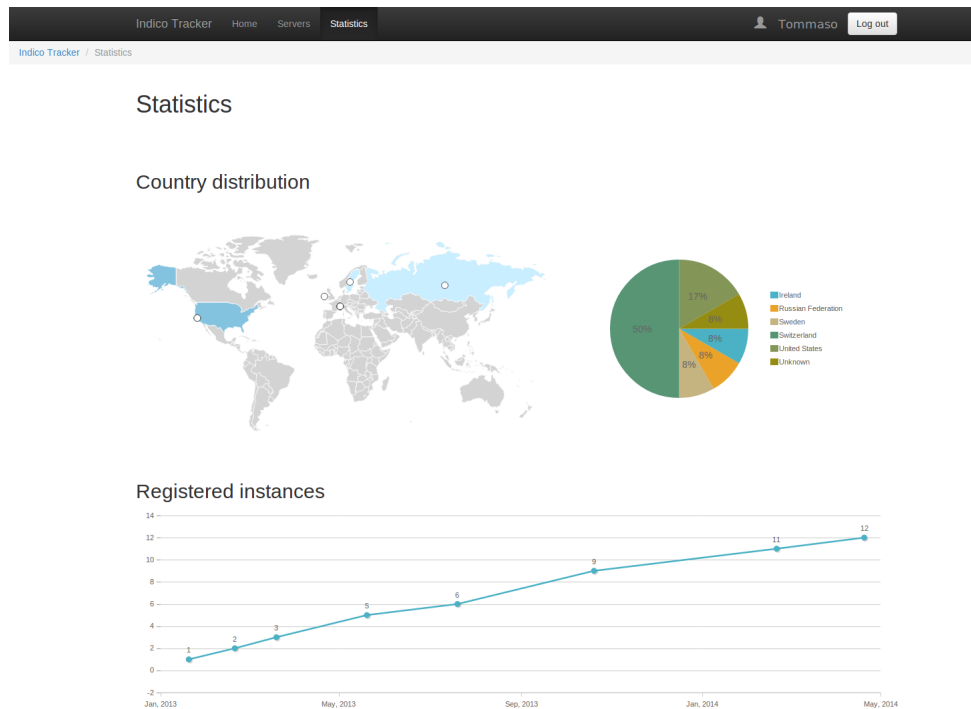 Indico Tracker Home Servers Statistics Tommaso Log out
Indico Tracker / Statistics
Statistics
Country distribution
17%
8%
50%
8%
8%
8%
Ireland
Russian Federation
Sweden
Switzerland
United States
Unknown
Registered instances
14
12
10
8
6
4
2
0
-2
1
2
3
5
6
9
11
12
Jan, 2013 May, 2013 Sep, 2013 Jan, 2014 May, 2014